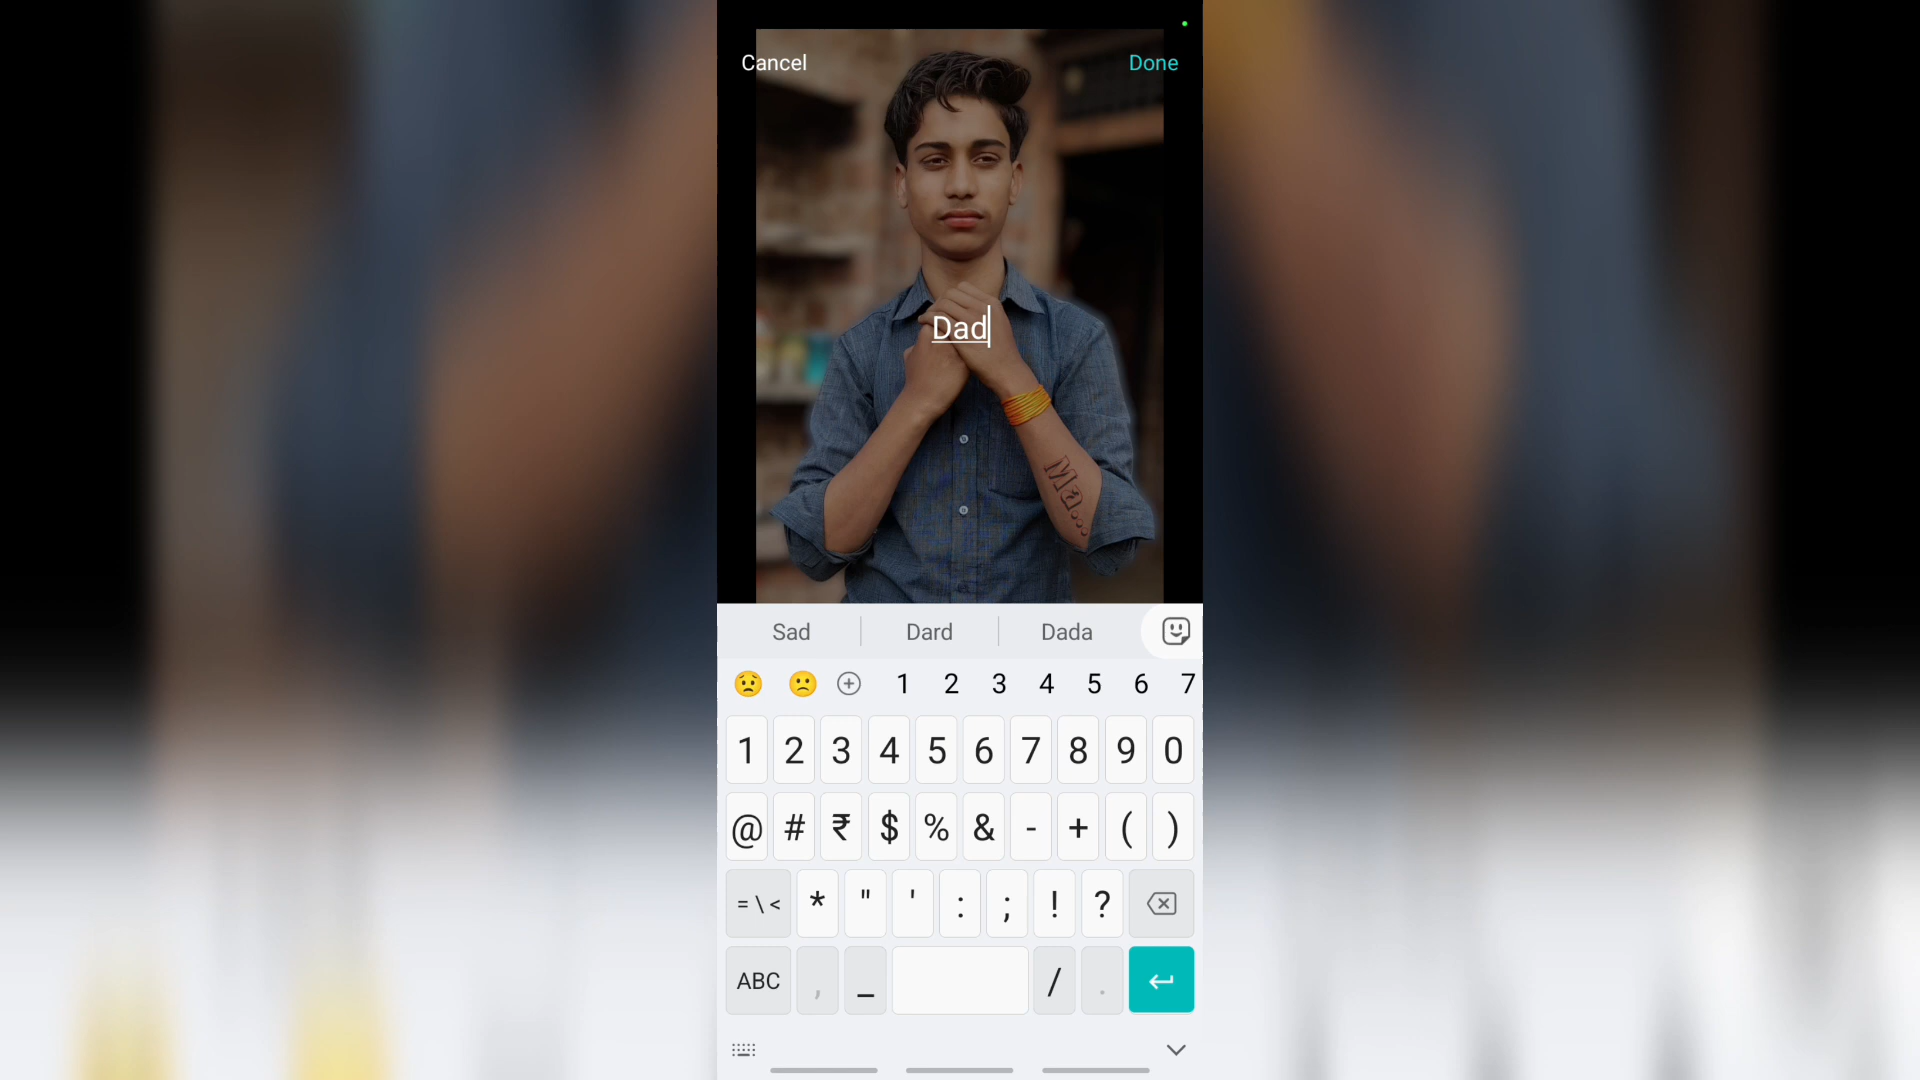 Cancel Done
Dad
Ma...
Sad Dard Dada
1 2 3 4 5 6 7
1 2 3 4 5 6 7 8 9 0
@ # ₹ $ % & - + ( )
= \ < * " ' : ; ! ?
ABC , _ / .